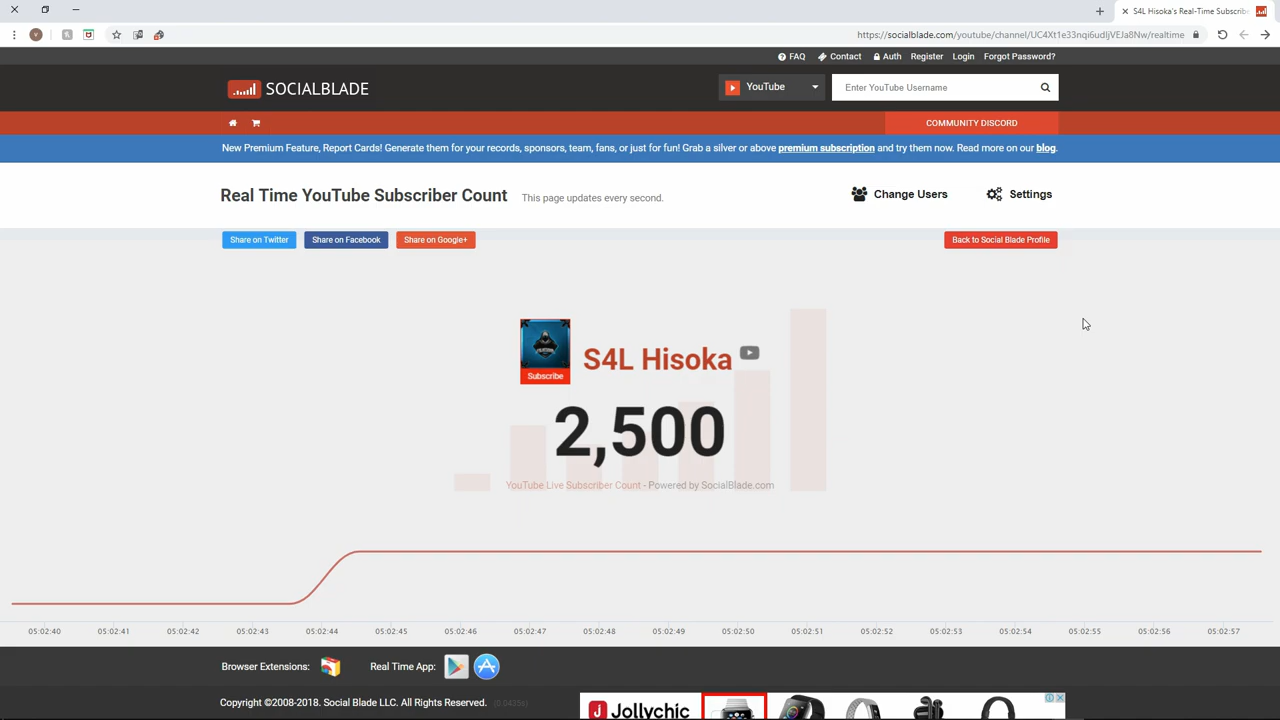 S4L Hisoka's Real-Time Subscribe
https://socialblade.com/youtube/channel/UC4Xt1e33nqi6udIjVEJa8Nw/realtime
FAQ Contact Auth Register Login Forgot Password?
SOCIALBLADE YouTube Enter YouTube Username
COMMUNITY DISCORD
New Premium Feature, Report Cards! Generate them for your records, sponsors, team, fans, or just for fun! Grab a silver or above premium subscription and try them now. Read more on our blog.
Real Time YouTube Subscriber Count This page updates every second. Change Users Settings
Share on Twitter Share on Facebook Share on Google+ Back to Social Blade Profile
S4L Hisoka
Subscribe
2,500
YouTube Live Subscriber Count - Powered by SocialBlade.com
05:02:40 05:02:41 05:02:42 05:02:43 05:02:44 05:02:45 05:02:46 05:02:47 05:02:48 05:02:49 05:02:50 05:02:51 05:02:52 05:02:53 05:02:54 05:02:55 05:02:56 05:02:57
Browser Extensions: Real Time App:
Copyright ©2008-2018. Social Blade LLC. All Rights Reserved. (0.0435s)
Jollychic